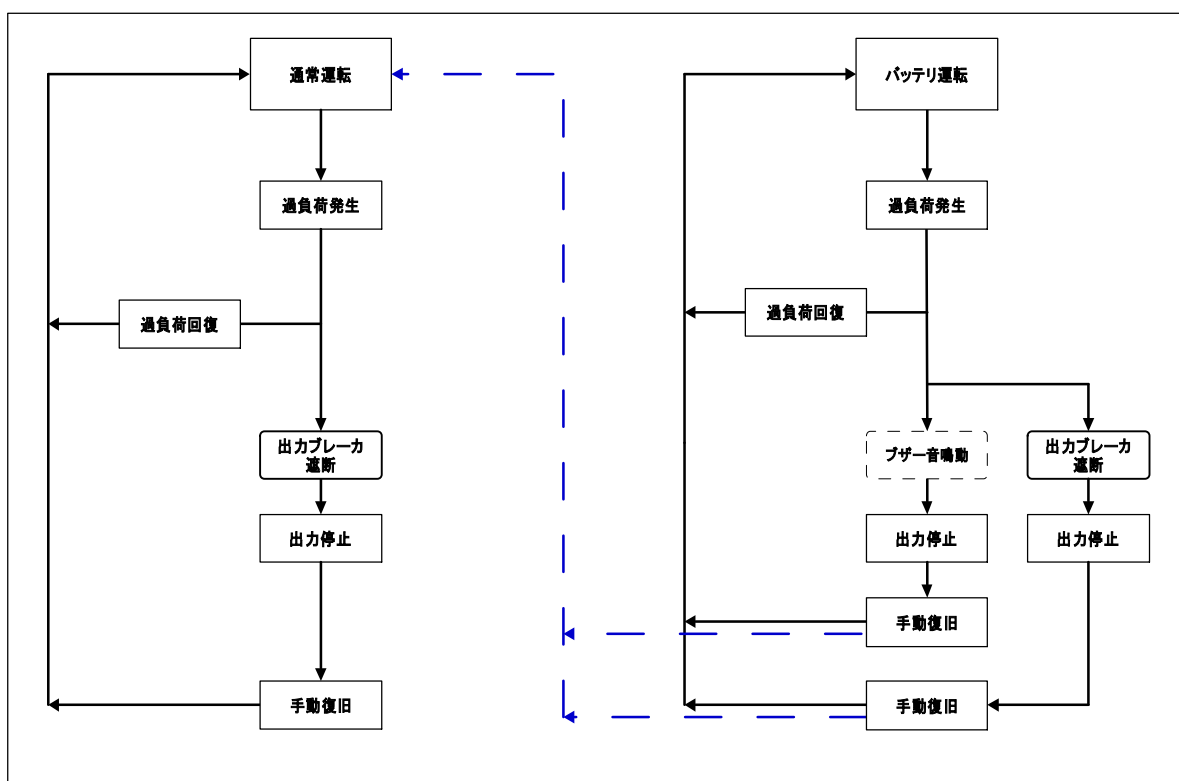 通常運転
過負荷発生
過負荷回復
出力ブレーカ
遮断
出力停止
手動復旧
バッテリ運転
過負荷発生
過負荷回復
ブザー音鳴動
出力停止
手動復旧
出力ブレーカ
遮断
出力停止
手動復旧